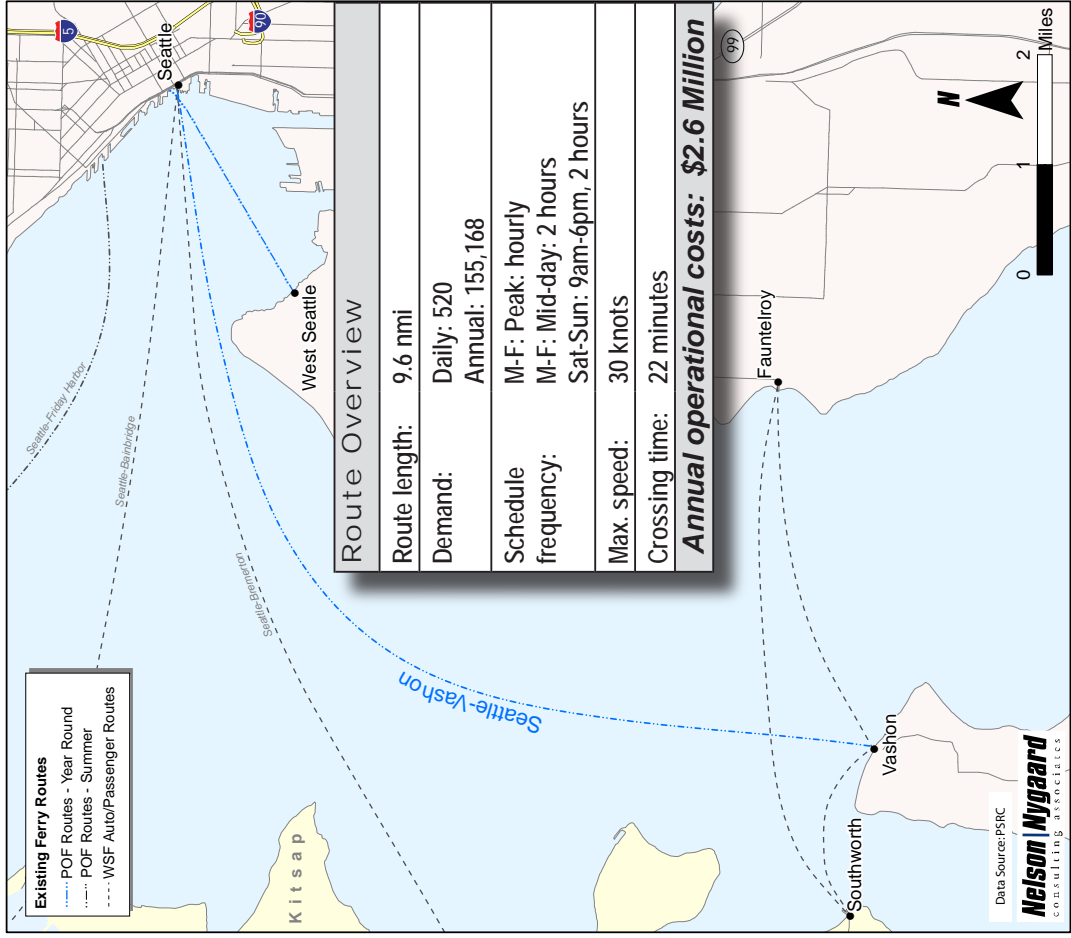 Existing Ferry Routes
POF Routes - Year Round
POF Routes - Summer
WSF Auto/Passenger Routes
Seattle-Friday Harbor
Seattle-Bainbridge
Seattle-Bremerton
Seattle-Vashon
5
90
99
Seattle
West Seattle
Fauntelroy
Vashon
Southworth
Kitsap
Route Overview
Route length: 9.6 nmi
Demand: Daily: 520
Annual: 155,168
Schedule M-F: Peak: hourly
frequency: M-F: Mid-day: 2 hours
Sat-Sun: 9am-6pm, 2 hours
Max. speed: 30 knots
Crossing time: 22 minutes
Annual operational costs: $2.6 Million
N
0 1 2
Miles
Data Source:PSRC
Nelson|Nygaard
consulting associates